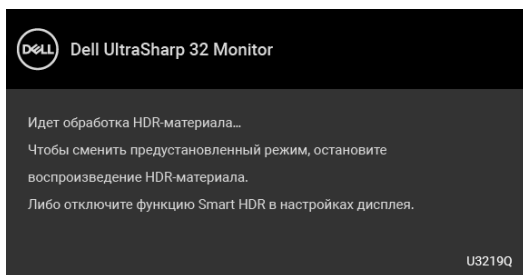 DELL
Dell UltraSharp 32 Monitor
Идет обработка HDR-материала...
Чтобы сменить предустановленный режим, остановите
воспроизведение HDR-материала.
Либо отключите функцию Smart HDR в настройках дисплея.
U3219Q